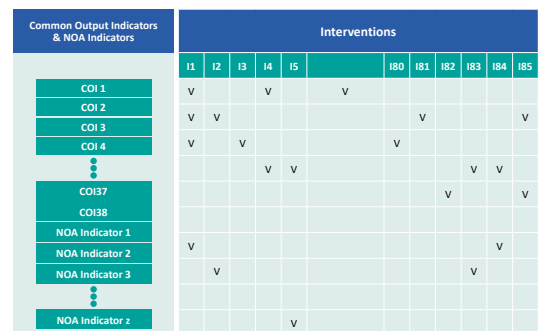 Common Output Indicators
& NOA Indicators
Interventions
I1 I2 I3 I4 I5 I80 I81 I82 I83 I84 I85
COI 1
V V V
COI 2
V V V V
COI 3
COI 4
V V V
V V V V
COI37
V V
COI38
NOA Indicator 1
NOA Indicator 2
V V
NOA Indicator 3
V V
NOA Indicator z
V